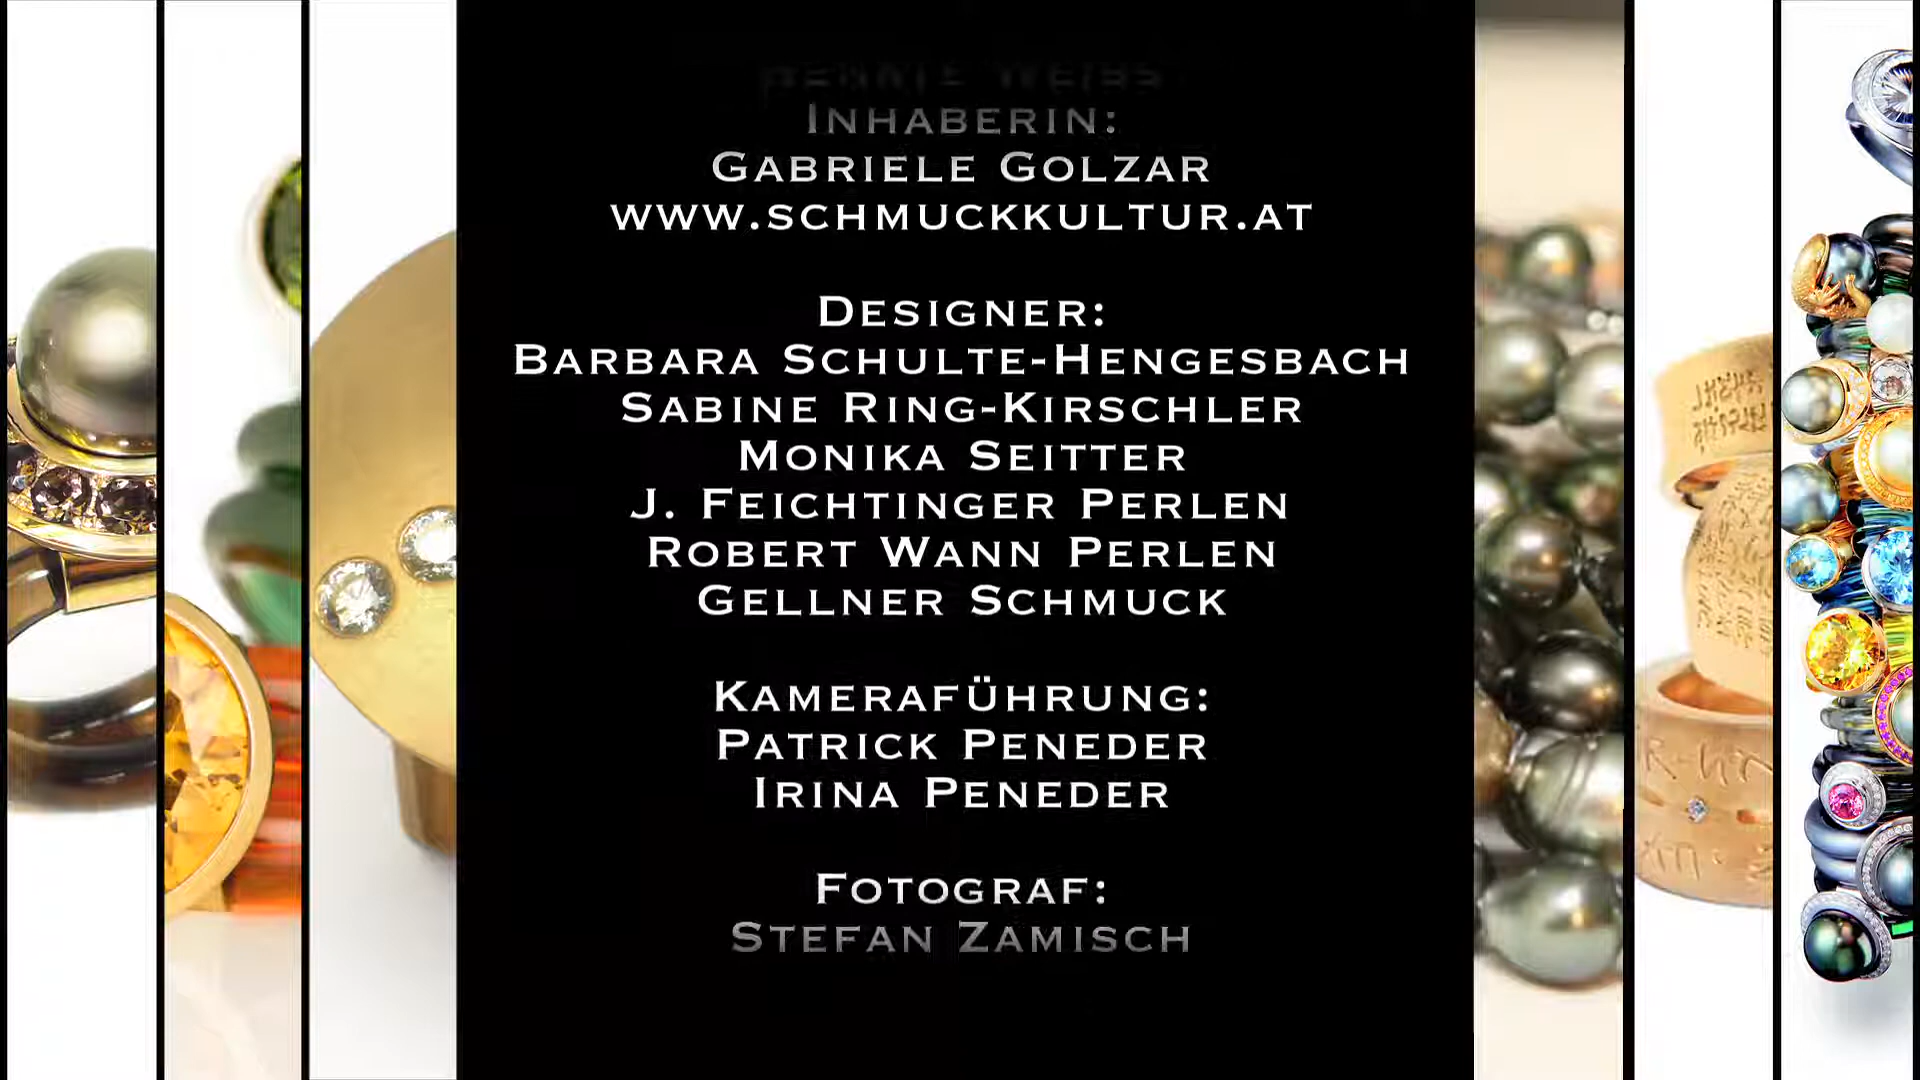 Inhaberin:
Gabriele Golzar
www.schmuckkultur.at
Designer:
Barbara Schulte-Hengesbach
Sabine Ring-Kirschler
Monika Seitter
J. Feichtinger Perlen
Robert Wann Perlen
Gellner Schmuck
Kameraführung:
Patrick Peneder
Irina Peneder
Fotograf:
Stefan Zamisch